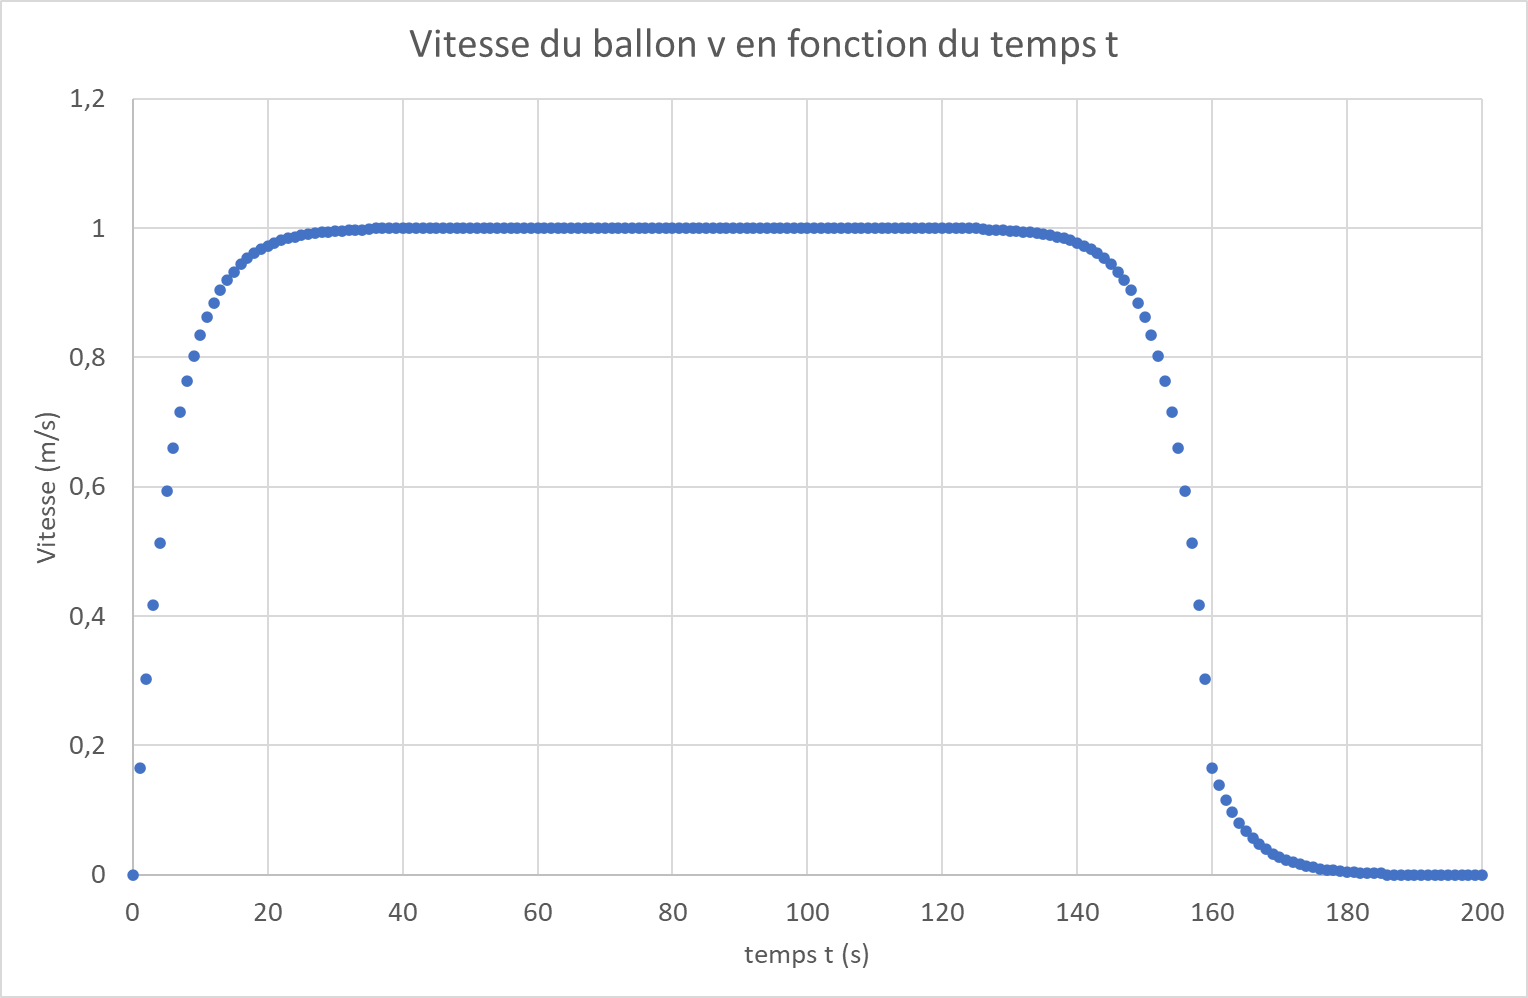 Vitesse du ballon v en fonction du temps t
1,2
1
0,8
0,6
0,4
0,2
0
Vitesse (m/s)
0 20 40 60 80 100 120 140 160 180 200
temps t (s)